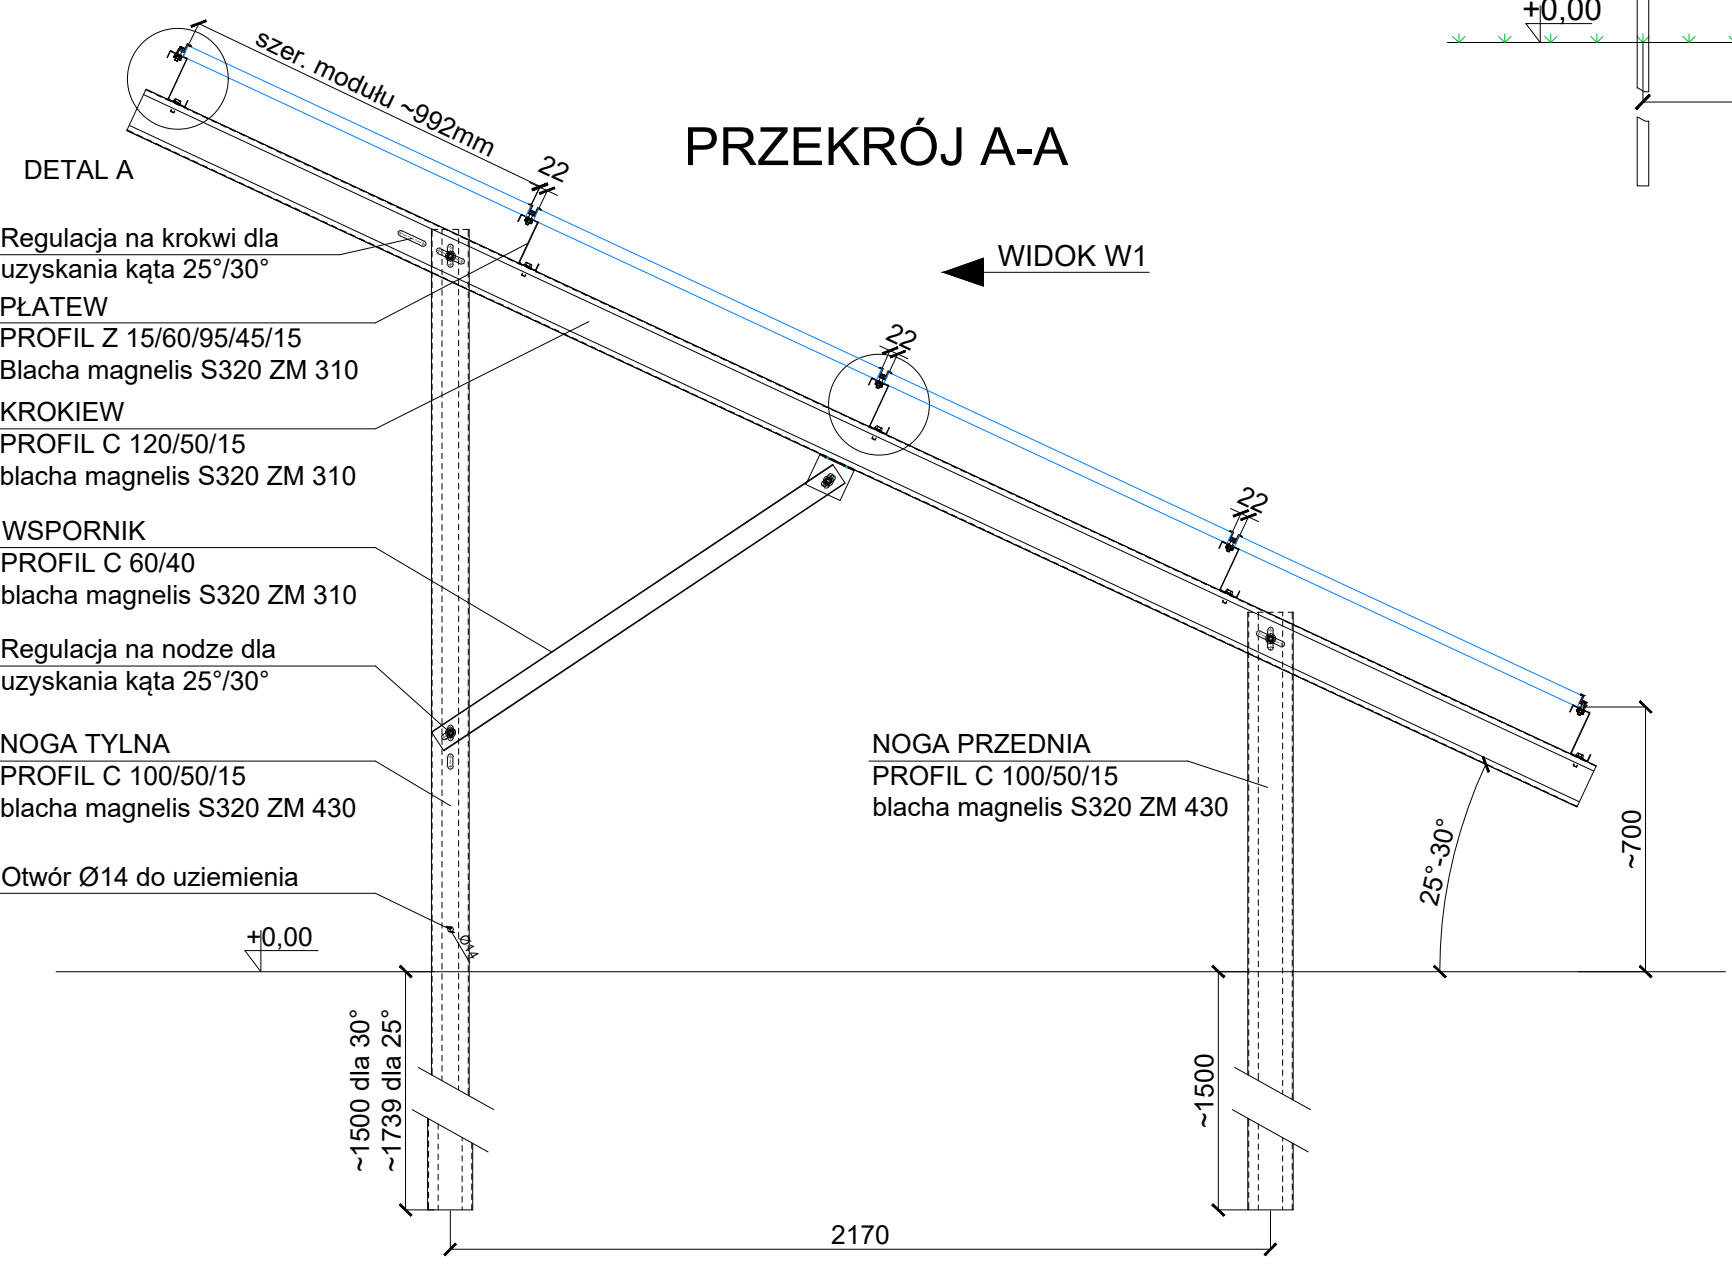 +0,00
szer. modułu ~992mm
22
PRZEKRÓJ A-A
DETAL A
Regulacja na krokwi dla
uzyskania kąta 25°/30°
WIDOK W1
PŁATEW
PROFIL Z 15/60/95/45/15
Blacha magnelis S320 ZM 310
22
KROKIEW
PROFIL C 120/50/15
blacha magnelis S320 ZM 310
22
WSPORNIK
PROFIL C 60/40
blacha magnelis S320 ZM 310
Regulacja na nodze dla
uzyskania kąta 25°/30°
NOGA TYLNA
PROFIL C 100/50/15
blacha magnelis S320 ZM 430
NOGA PRZEDNIA
PROFIL C 100/50/15
blacha magnelis S320 ZM 430
25°-30°
~700
Otwór Ø14 do uziemienia
Ø14
+0,00
~1500 dla 30°
~1739 dla 25°
~1500
2170